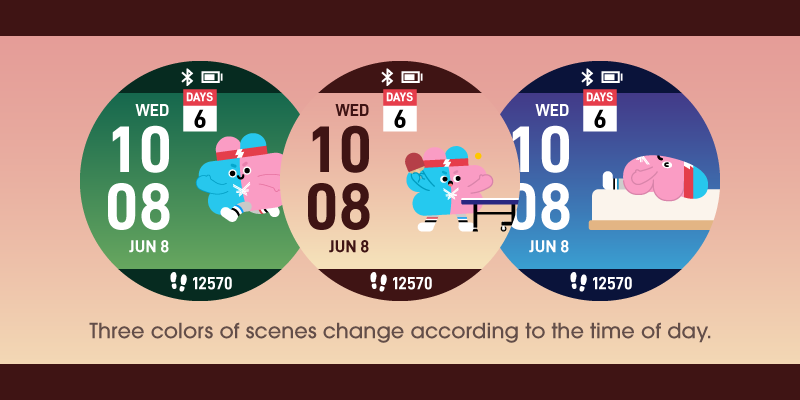 DAYS
6
WED
10
08
JUN 8
12570
DAYS
6
WED
10
08
JUN 8
12570
DAYS
6
WED
10
08
JUN 8
12570
Three colors of scenes change according to the time of day.